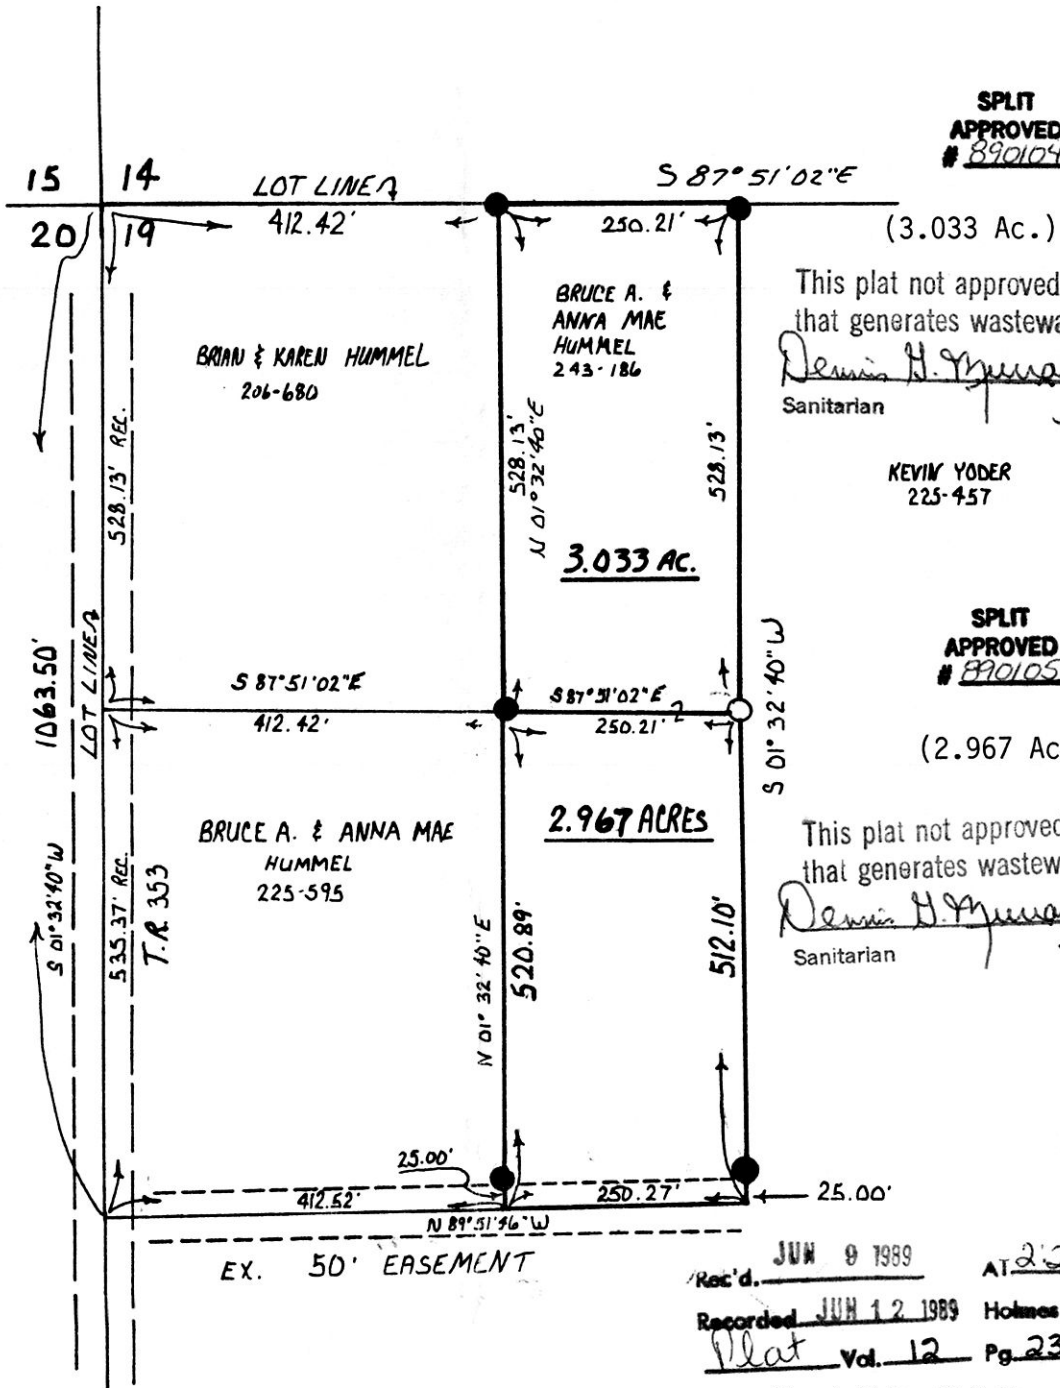 SPLIT
APPROVED
# 890104
15 14
LOT LINE
S 87° 51' 02" E
20 19
412.42'
250.21'
(3.033 Ac.)
This plat not approved
that generates wastewa
Sanitarian
BRUCE A. &
ANNA MAE
HUMMEL
243-186
BRIAN & KAREN HUMMEL
206-680
528.13' REC.
528.13'
N 01° 32' 40" E
528.13'
KEVIN YODER
225-457
3.033 AC.
SPLIT
APPROVED
# 890105
1063.50'
LOT LINE
S 87° 51' 02" E
412.42'
S 87° 51' 02" E
250.21'
S 01° 32' 40" W
(2.967 Ac
BRUCE A. & ANNA MAE
HUMMEL
225-595
2.967 ACRES
This plat not approved
that generates wastew
Sanitarian
S 01° 32' 40" W
535.37' REC.
T.R. 353
N 01° 32' 40" E
520.89'
512.10'
25.00'
412.52'
250.27'
25.00'
N 89° 51' 46" W
EX. 50' EASEMENT
Rec'd. JUN 9 1989 AT
Recorded JUN 12 1989 Holmes
Plat Vol. 12 Pg. 23